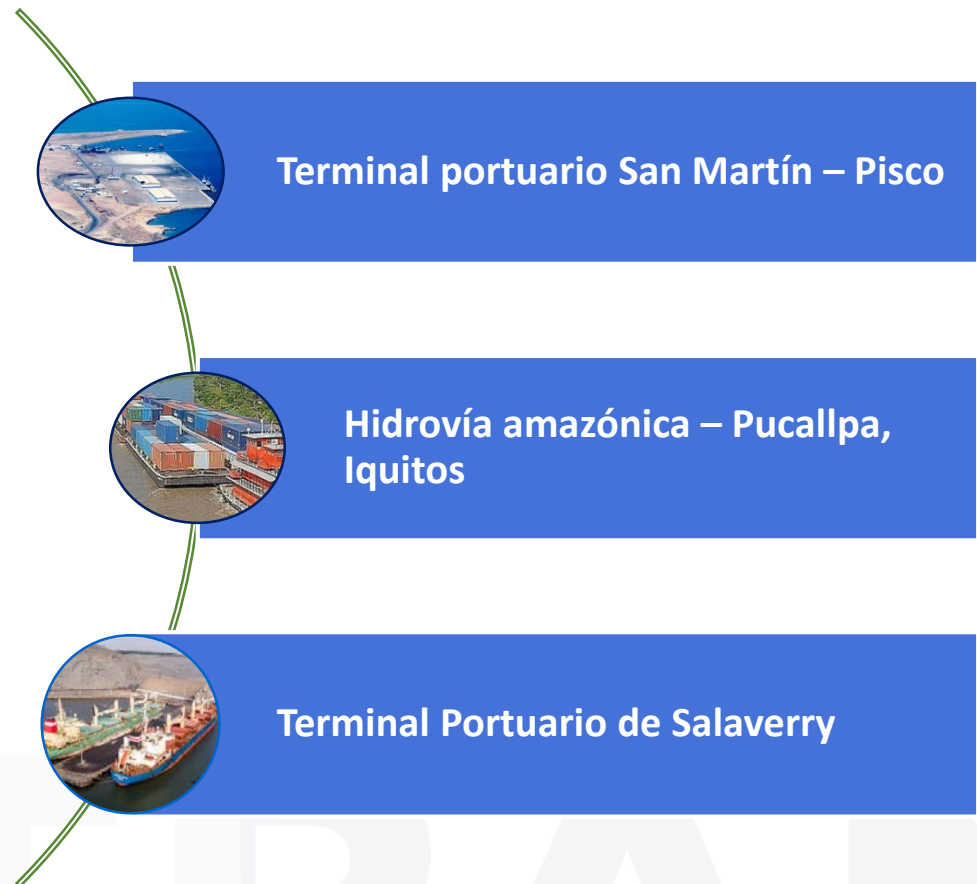 Terminal portuario San Martín – Pisco
Hidrovía amazónica – Pucallpa,
Iquitos
Terminal Portuario de Salaverry